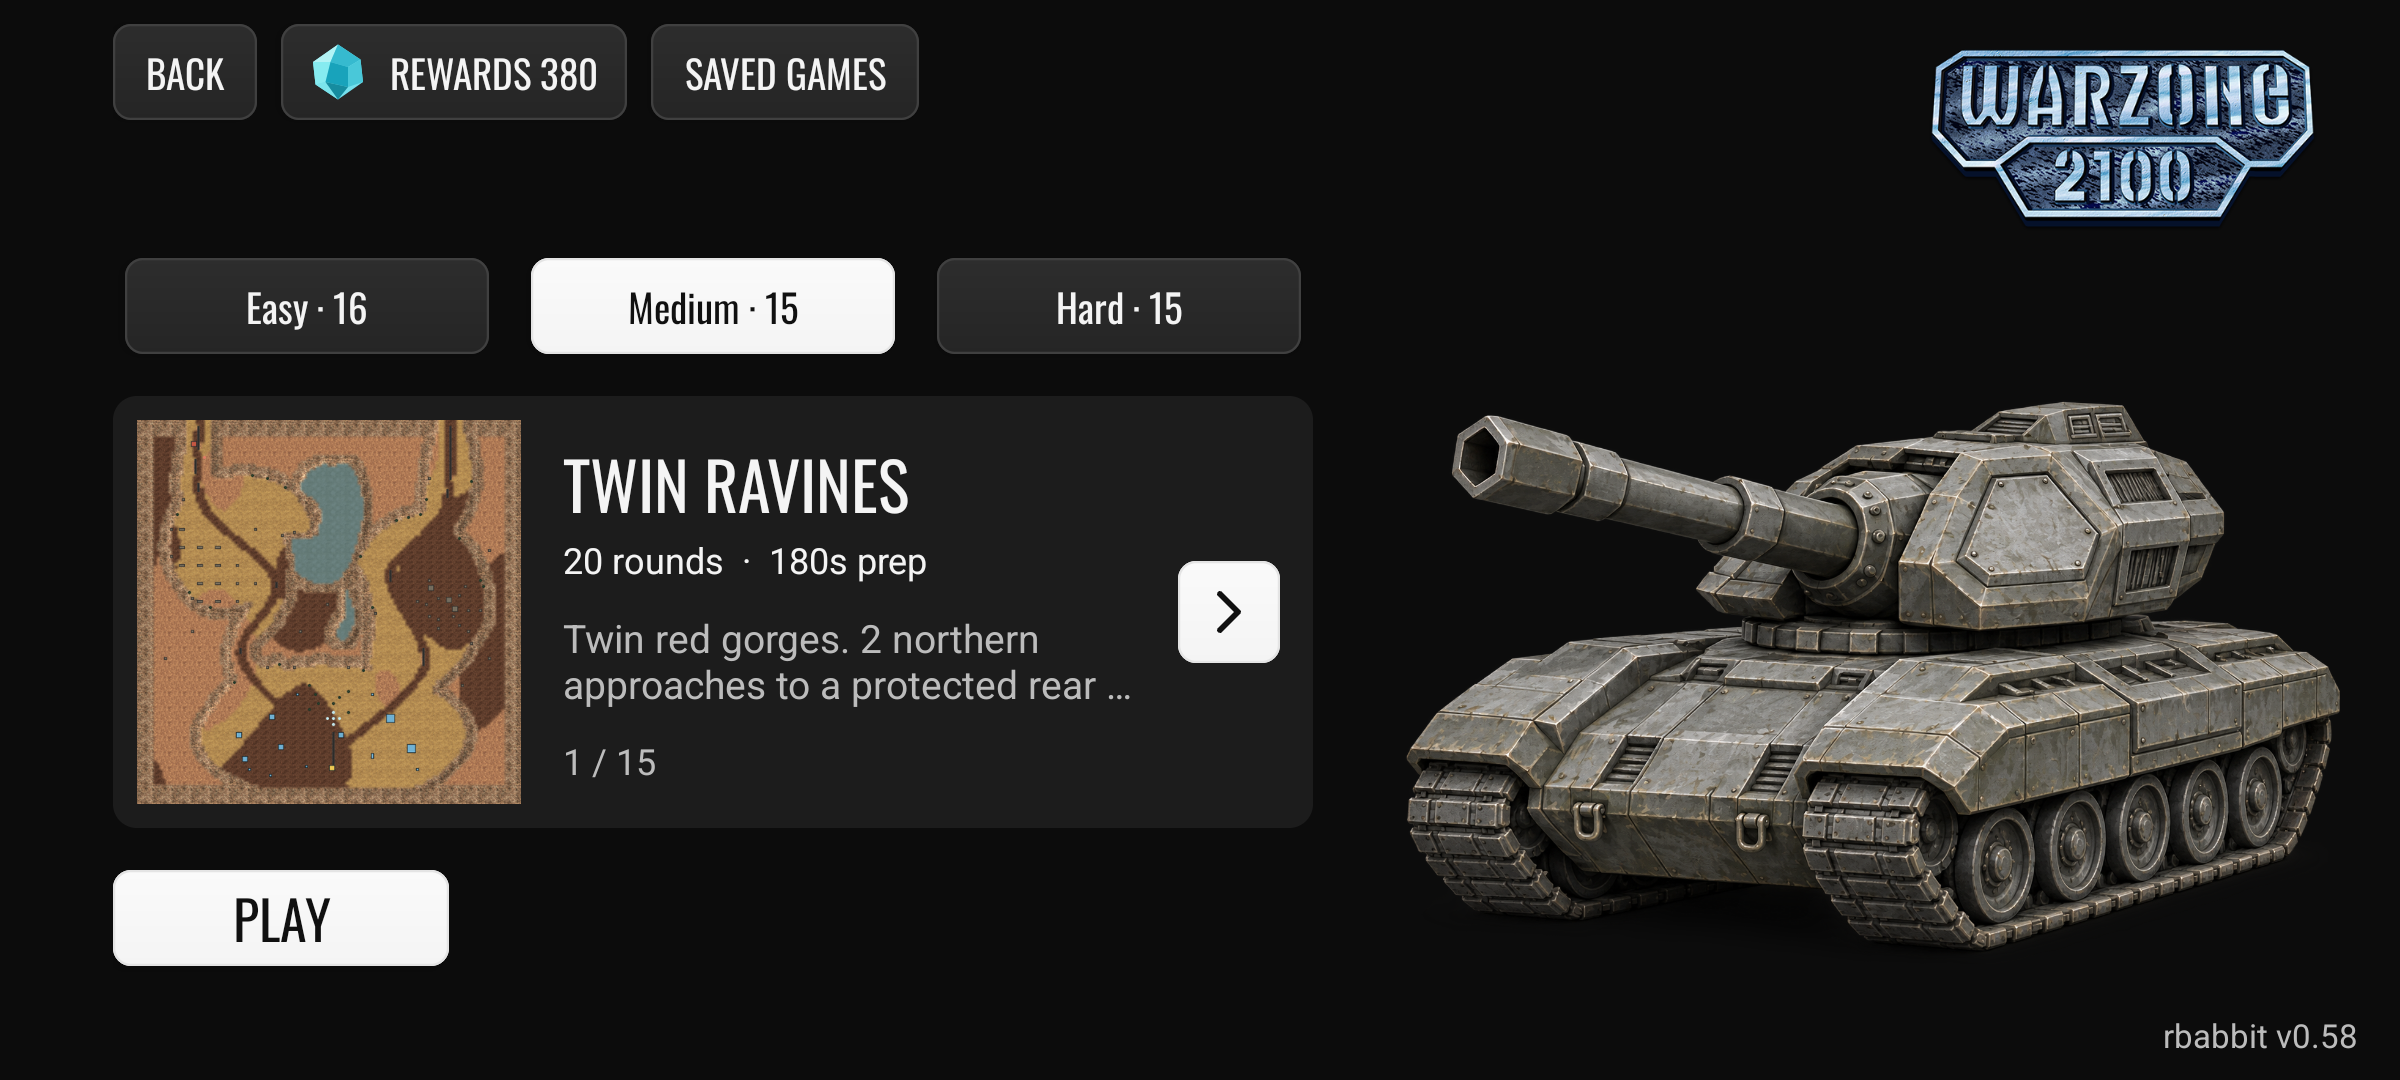 BACK
REWARDS 380
SAVED GAMES
WARZONE
2100
Easy · 16
Medium · 15
Hard · 15
TWIN RAVINES
20 rounds · 180s prep
Twin red gorges. 2 northern
approaches to a protected rear ...
1 / 15
PLAY
rbabbit v0.58